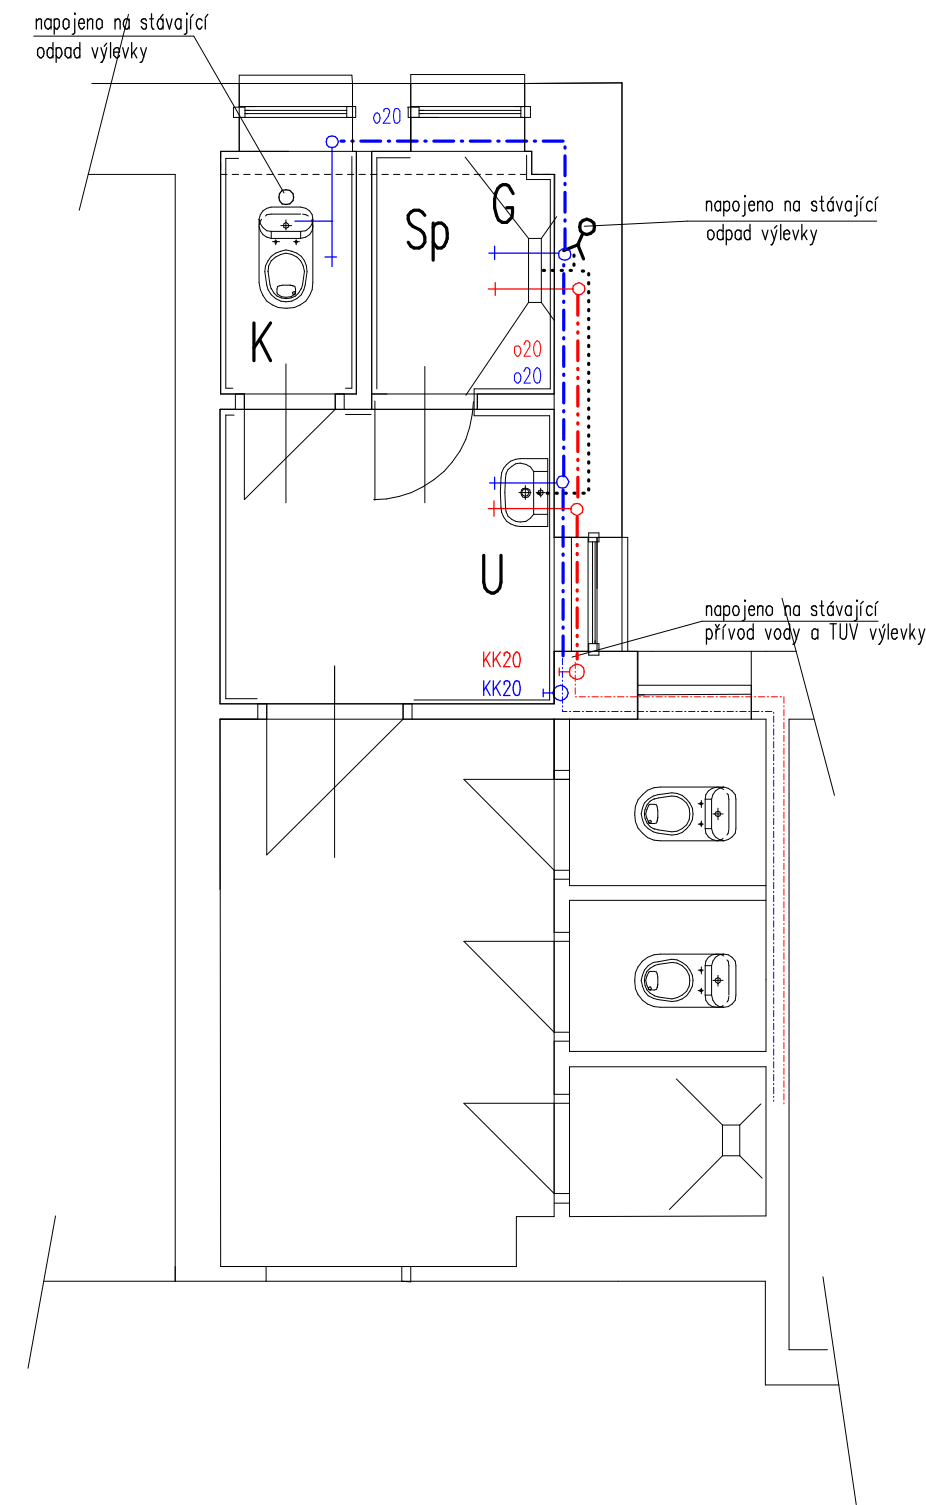 napojeno na stávající
odpad výlevky
o20
G
Sp
napojeno na stávající
odpad výlevky
K
o20
o20
U
napojeno na stávající
přívod vody a TUV výlevky
KK20
KK20